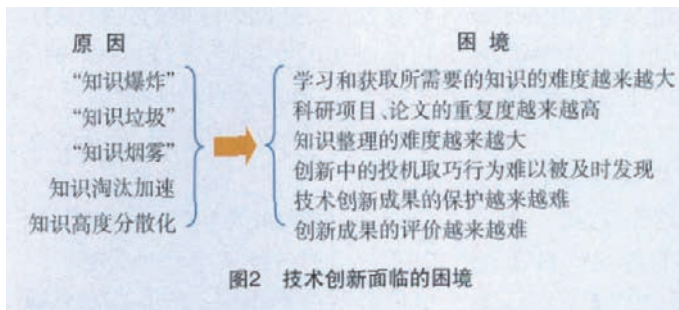 原因
困境
“知识爆炸”
“知识垃圾”
“知识烟雾”
知识淘汰加速
知识高度分散化
学习和获取所需要的知识的难度越来越大
科研项目、论文的重复度越来越高
知识整理的难度越来越大
创新中的投机取巧行为难以被及时发现
技术创新成果的保护越来越难
创新成果的评价越来越难
图2 技术创新面临的困境